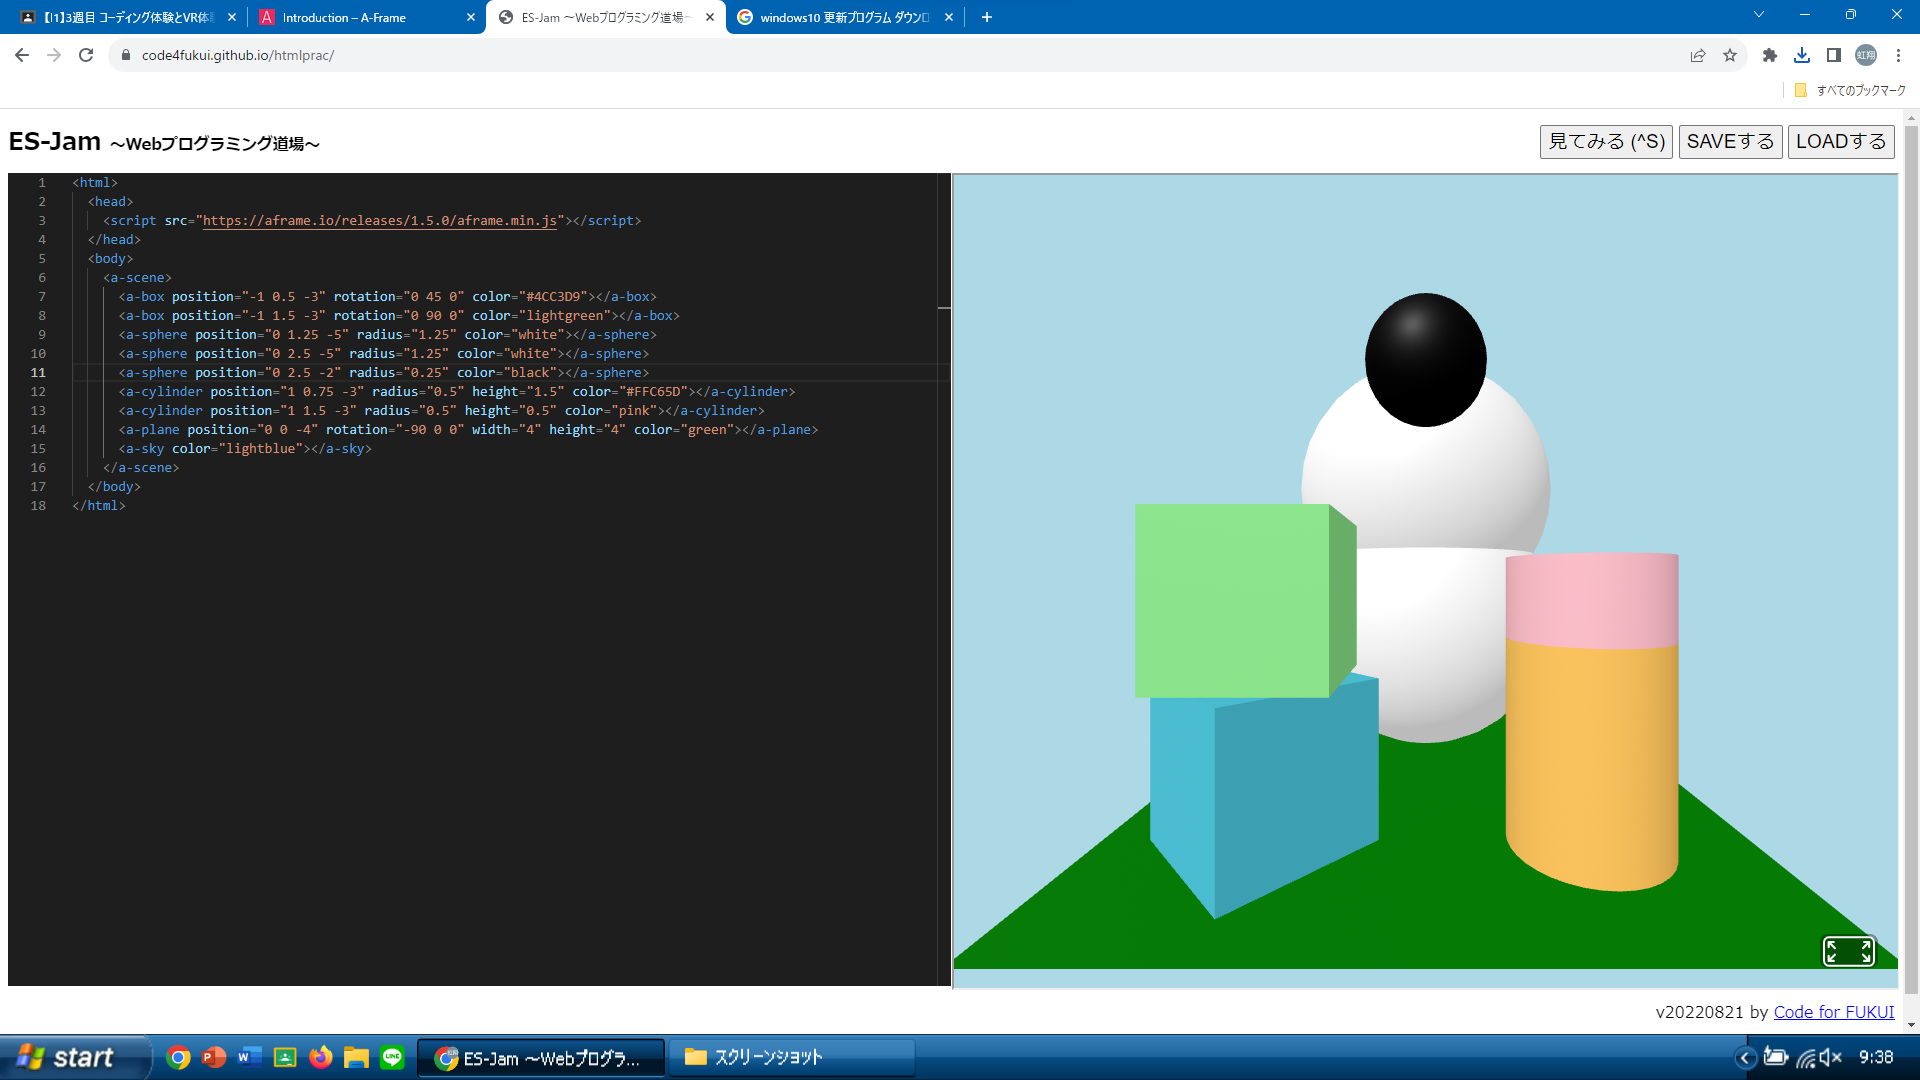 【I1】3週目 コーディング体験とVR体
Introduction – A-Frame
ES-Jam ～Webプログラミング道場～
windows10 更新プログラム ダウンロ
code4fukui.github.io/htmlprac/
虹翔
すべてのブックマーク
ES-Jam ～Webプログラミング道場～
見てみる (^S)
SAVEする
LOADする
1 <html>
2 <head>
3 <script src="https://aframe.io/releases/1.5.0/aframe.min.js"></script>
4 </head>
5 <body>
6 <a-scene>
7 <a-box position="-1 0.5 -3" rotation="0 45 0" color="#4CC3D9"></a-box>
8 <a-box position="-1 1.5 -3" rotation="0 90 0" color="lightgreen"></a-box>
9 <a-sphere position="0 1.25 -5" radius="1.25" color="white"></a-sphere>
10 <a-sphere position="0 2.5 -5" radius="1.25" color="white"></a-sphere>
11 <a-sphere position="0 2.5 -2" radius="0.25" color="black"></a-sphere>
12 <a-cylinder position="1 0.75 -3" radius="0.5" height="1.5" color="#FFC65D"></a-cylinder>
13 <a-cylinder position="1 1.5 -3" radius="0.5" height="0.5" color="pink"></a-cylinder>
14 <a-plane position="0 0 -4" rotation="-90 0 0" width="4" height="4" color="green"></a-plane>
15 <a-sky color="lightblue"></a-sky>
16 </a-scene>
17 </body>
18 </html>
v20220821 by Code for FUKUI
start
LINE
ES-Jam ～Webプログラ...
スクリーンショット
9:38